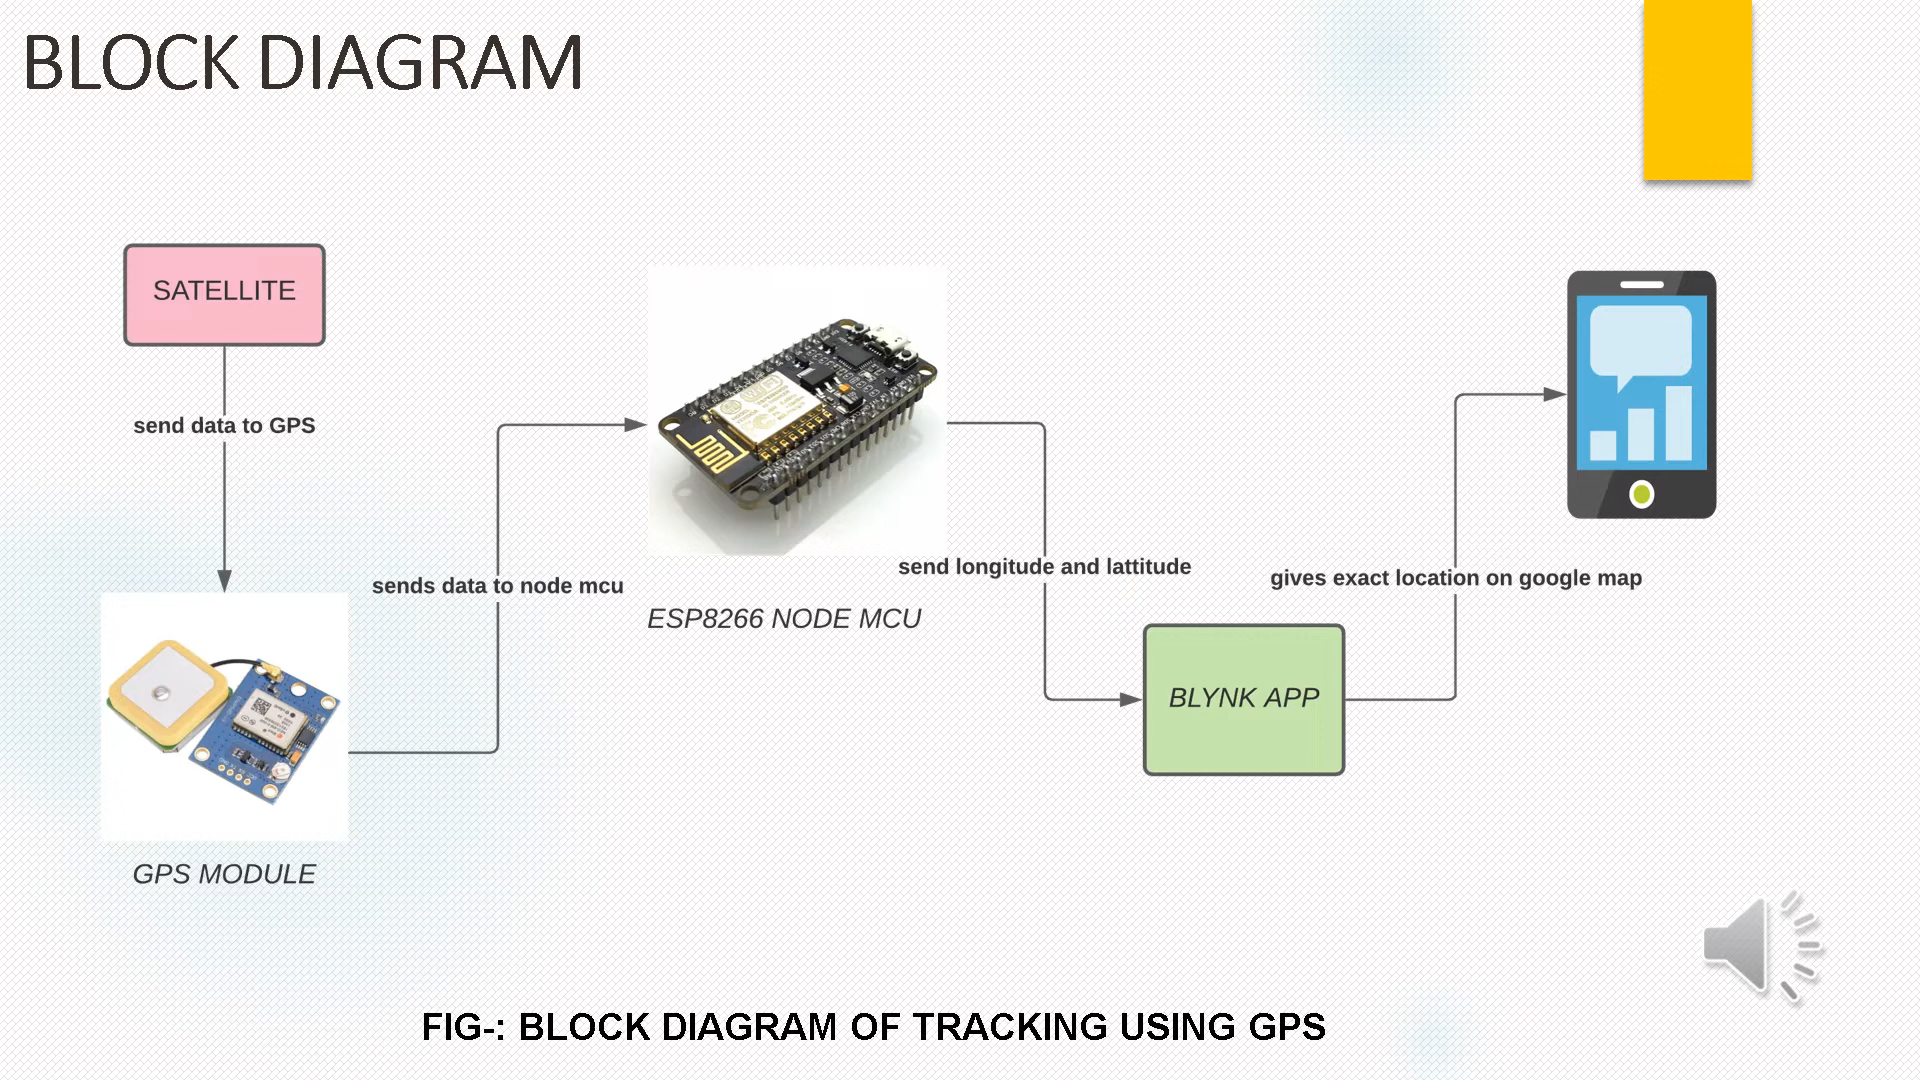 BLOCK DIAGRAM
SATELLITE
send data to GPS
sends data to node mcu
ESP8266 NODE MCU
send longitude and lattitude
gives exact location on google map
BLYNK APP
GPS MODULE
FIG-: BLOCK DIAGRAM OF TRACKING USING GPS